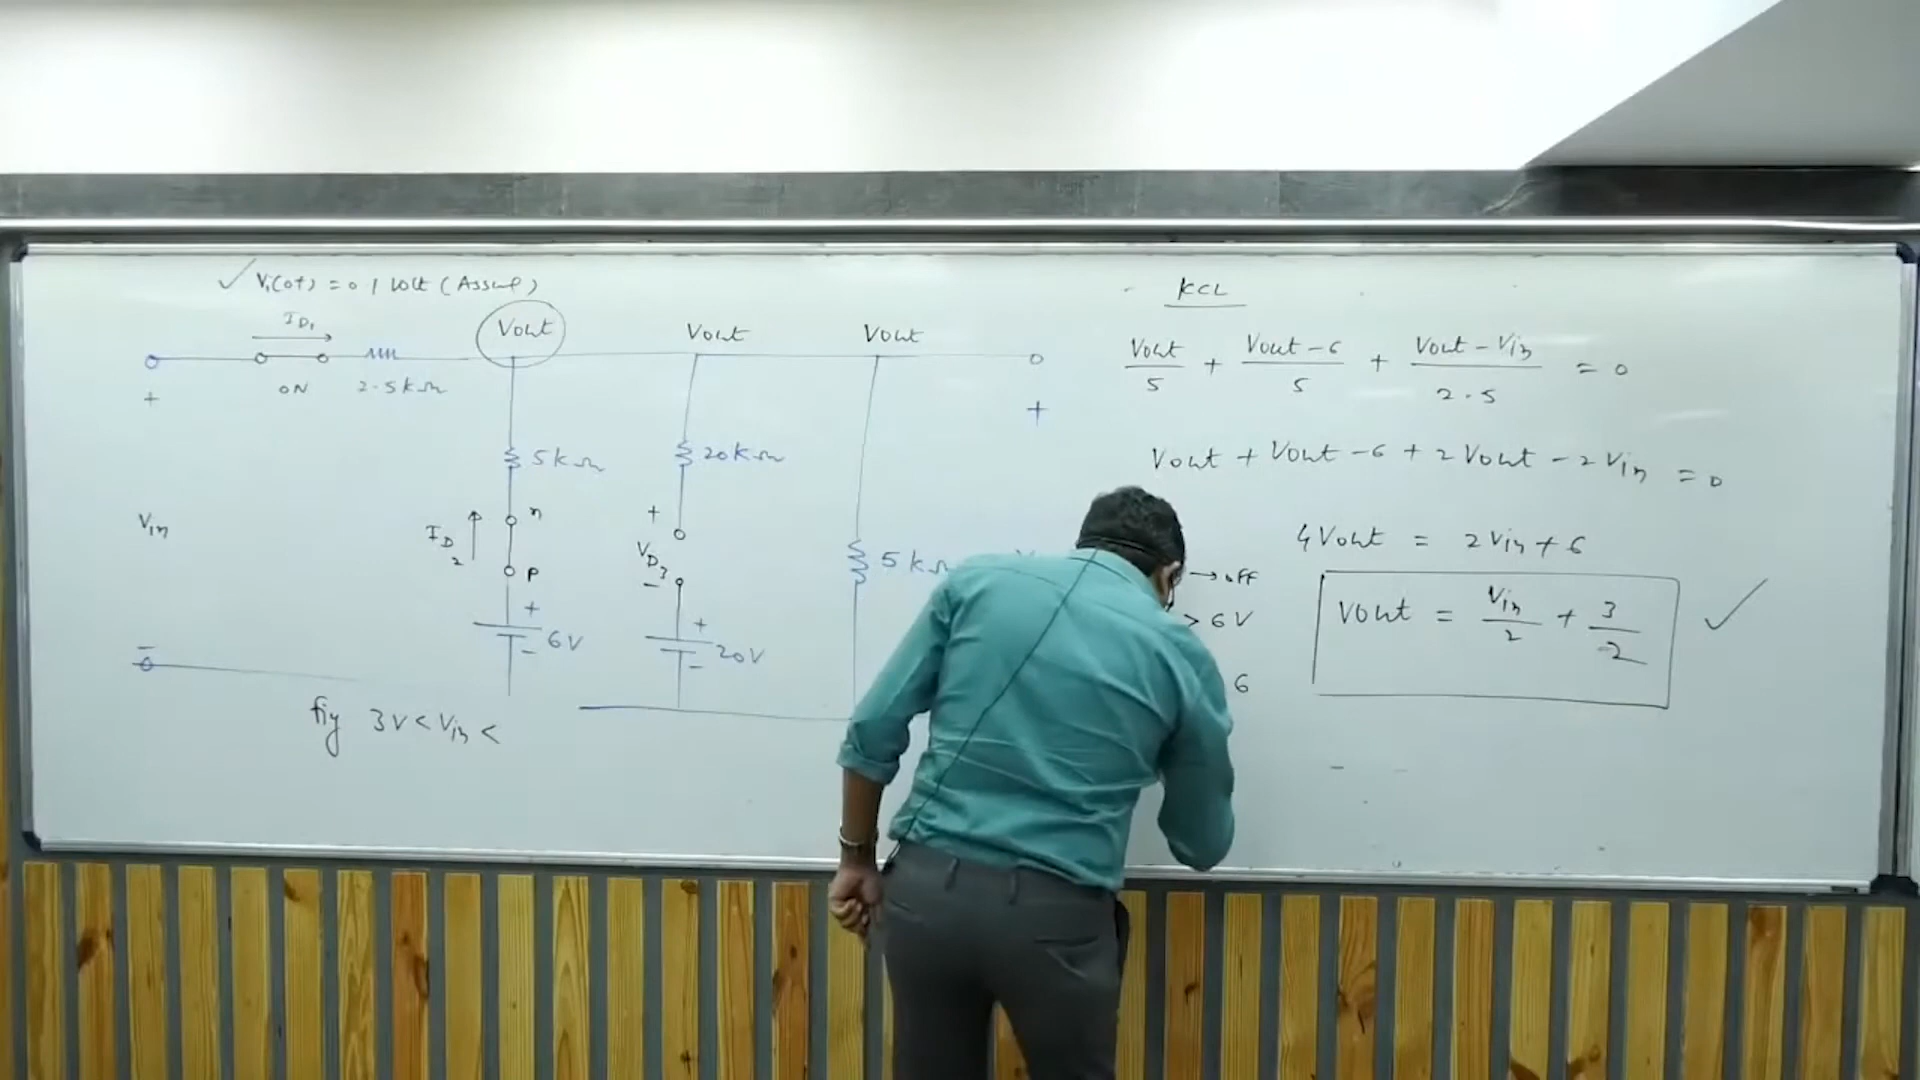 ✓ Vi(0+) = 0.1 Volt (Assume)
ID1
Vout
Vout
Vout
ON
2.5kΩ
+
+
Vin
5kΩ
20kΩ
5kΩ
ID2
n
p
+
VD3
−
+
6V
−
+
20V
−
−
fig 3V < Vin <
KCL
Vout/5 + (Vout − 6)/5 + (Vout − Vin)/2.5 = 0
Vout + Vout − 6 + 2Vout − 2Vin = 0
4Vout = 2Vin + 6
Vout = Vin/2 + 3/2 ✓
→ off
> 6V
6